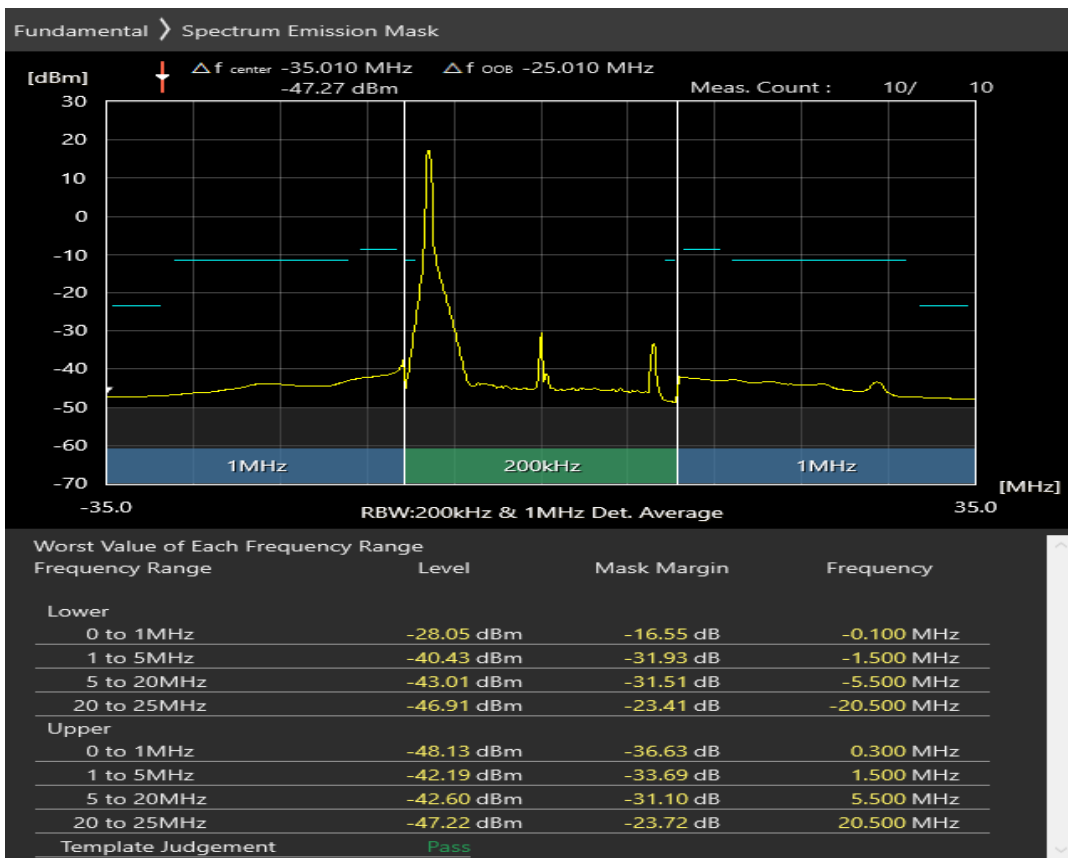 Fundamental 〉 Spectrum Emission Mask
△f center -35.010 MHz △f OOB -25.010 MHz
[dBm]
-47.27 dBm Meas. Count : 10/ 10
30
20
10
0
-10
-20
-30
-40
-50
-60
1MHz 200kHz 1MHz
-70
[MHz]
-35.0 35.0
RBW:200kHz & 1MHz Det. Average
Worst Value of Each Frequency Range
Frequency Range Level Mask Margin Frequency
Lower
0 to 1MHz -28.05 dBm -16.55 dB -0.100 MHz
1 to 5MHz -40.43 dBm -31.93 dB -1.500 MHz
5 to 20MHz -43.01 dBm -31.51 dB -5.500 MHz
20 to 25MHz -46.91 dBm -23.41 dB -20.500 MHz
Upper
0 to 1MHz -48.13 dBm -36.63 dB 0.300 MHz
1 to 5MHz -42.19 dBm -33.69 dB 1.500 MHz
5 to 20MHz -42.60 dBm -31.10 dB 5.500 MHz
20 to 25MHz -47.22 dBm -23.72 dB 20.500 MHz
Template Judgement Pass